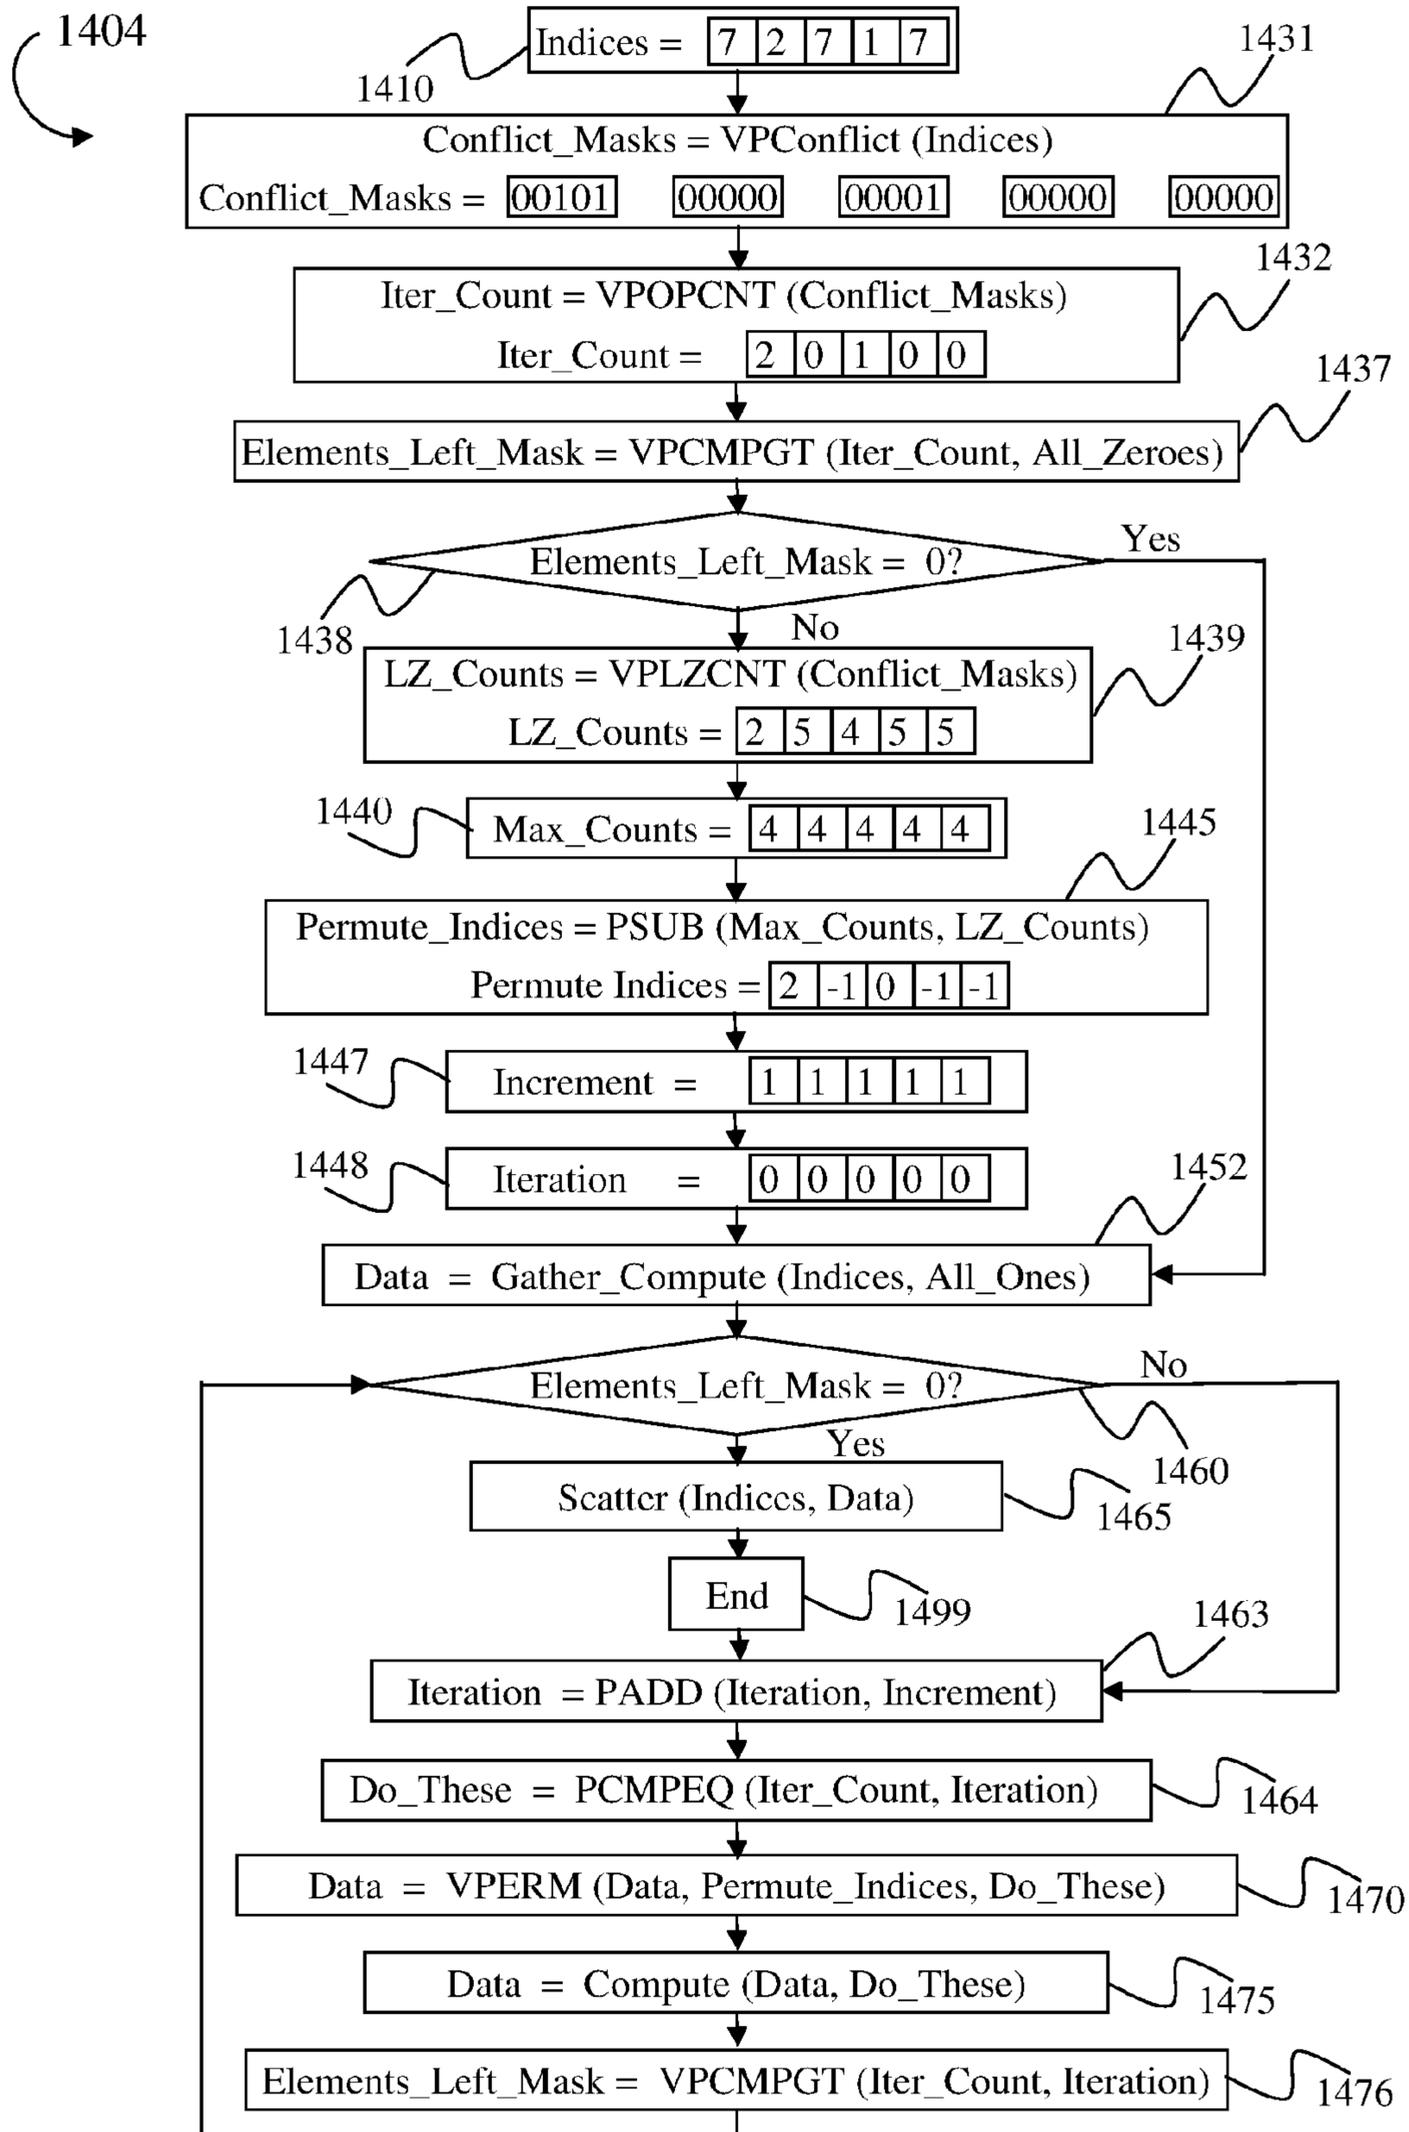 1404
Indices = 7 2 7 1 7
1410
1431
Conflict_Masks = VPConflict (Indices)
Conflict_Masks = 00101 00000 00001 00000 00000
1432
Iter_Count = VPOPCNT (Conflict_Masks)
Iter_Count = 2 0 1 0 0
1437
Elements_Left_Mask = VPCMPGT (Iter_Count, All_Zeroes)
Elements_Left_Mask = 0?
Yes
1438
No
1439
LZ_Counts = VPLZCNT (Conflict_Masks)
LZ_Counts = 2 5 4 5 5
1440
Max_Counts = 4 4 4 4 4
1445
Permute_Indices = PSUB (Max_Counts, LZ_Counts)
Permute Indices = 2 -1 0 -1 -1
1447
Increment = 1 1 1 1 1
1448
Iteration = 0 0 0 0 0
1452
Data = Gather_Compute (Indices, All_Ones)
Elements_Left_Mask = 0?
No
Yes
1460
Scatter (Indices, Data)
1465
End
1499
1463
Iteration = PADD (Iteration, Increment)
Do_These = PCMPEQ (Iter_Count, Iteration)
1464
Data = VPERM (Data, Permute_Indices, Do_These)
1470
Data = Compute (Data, Do_These)
1475
Elements_Left_Mask = VPCMPGT (Iter_Count, Iteration)
1476